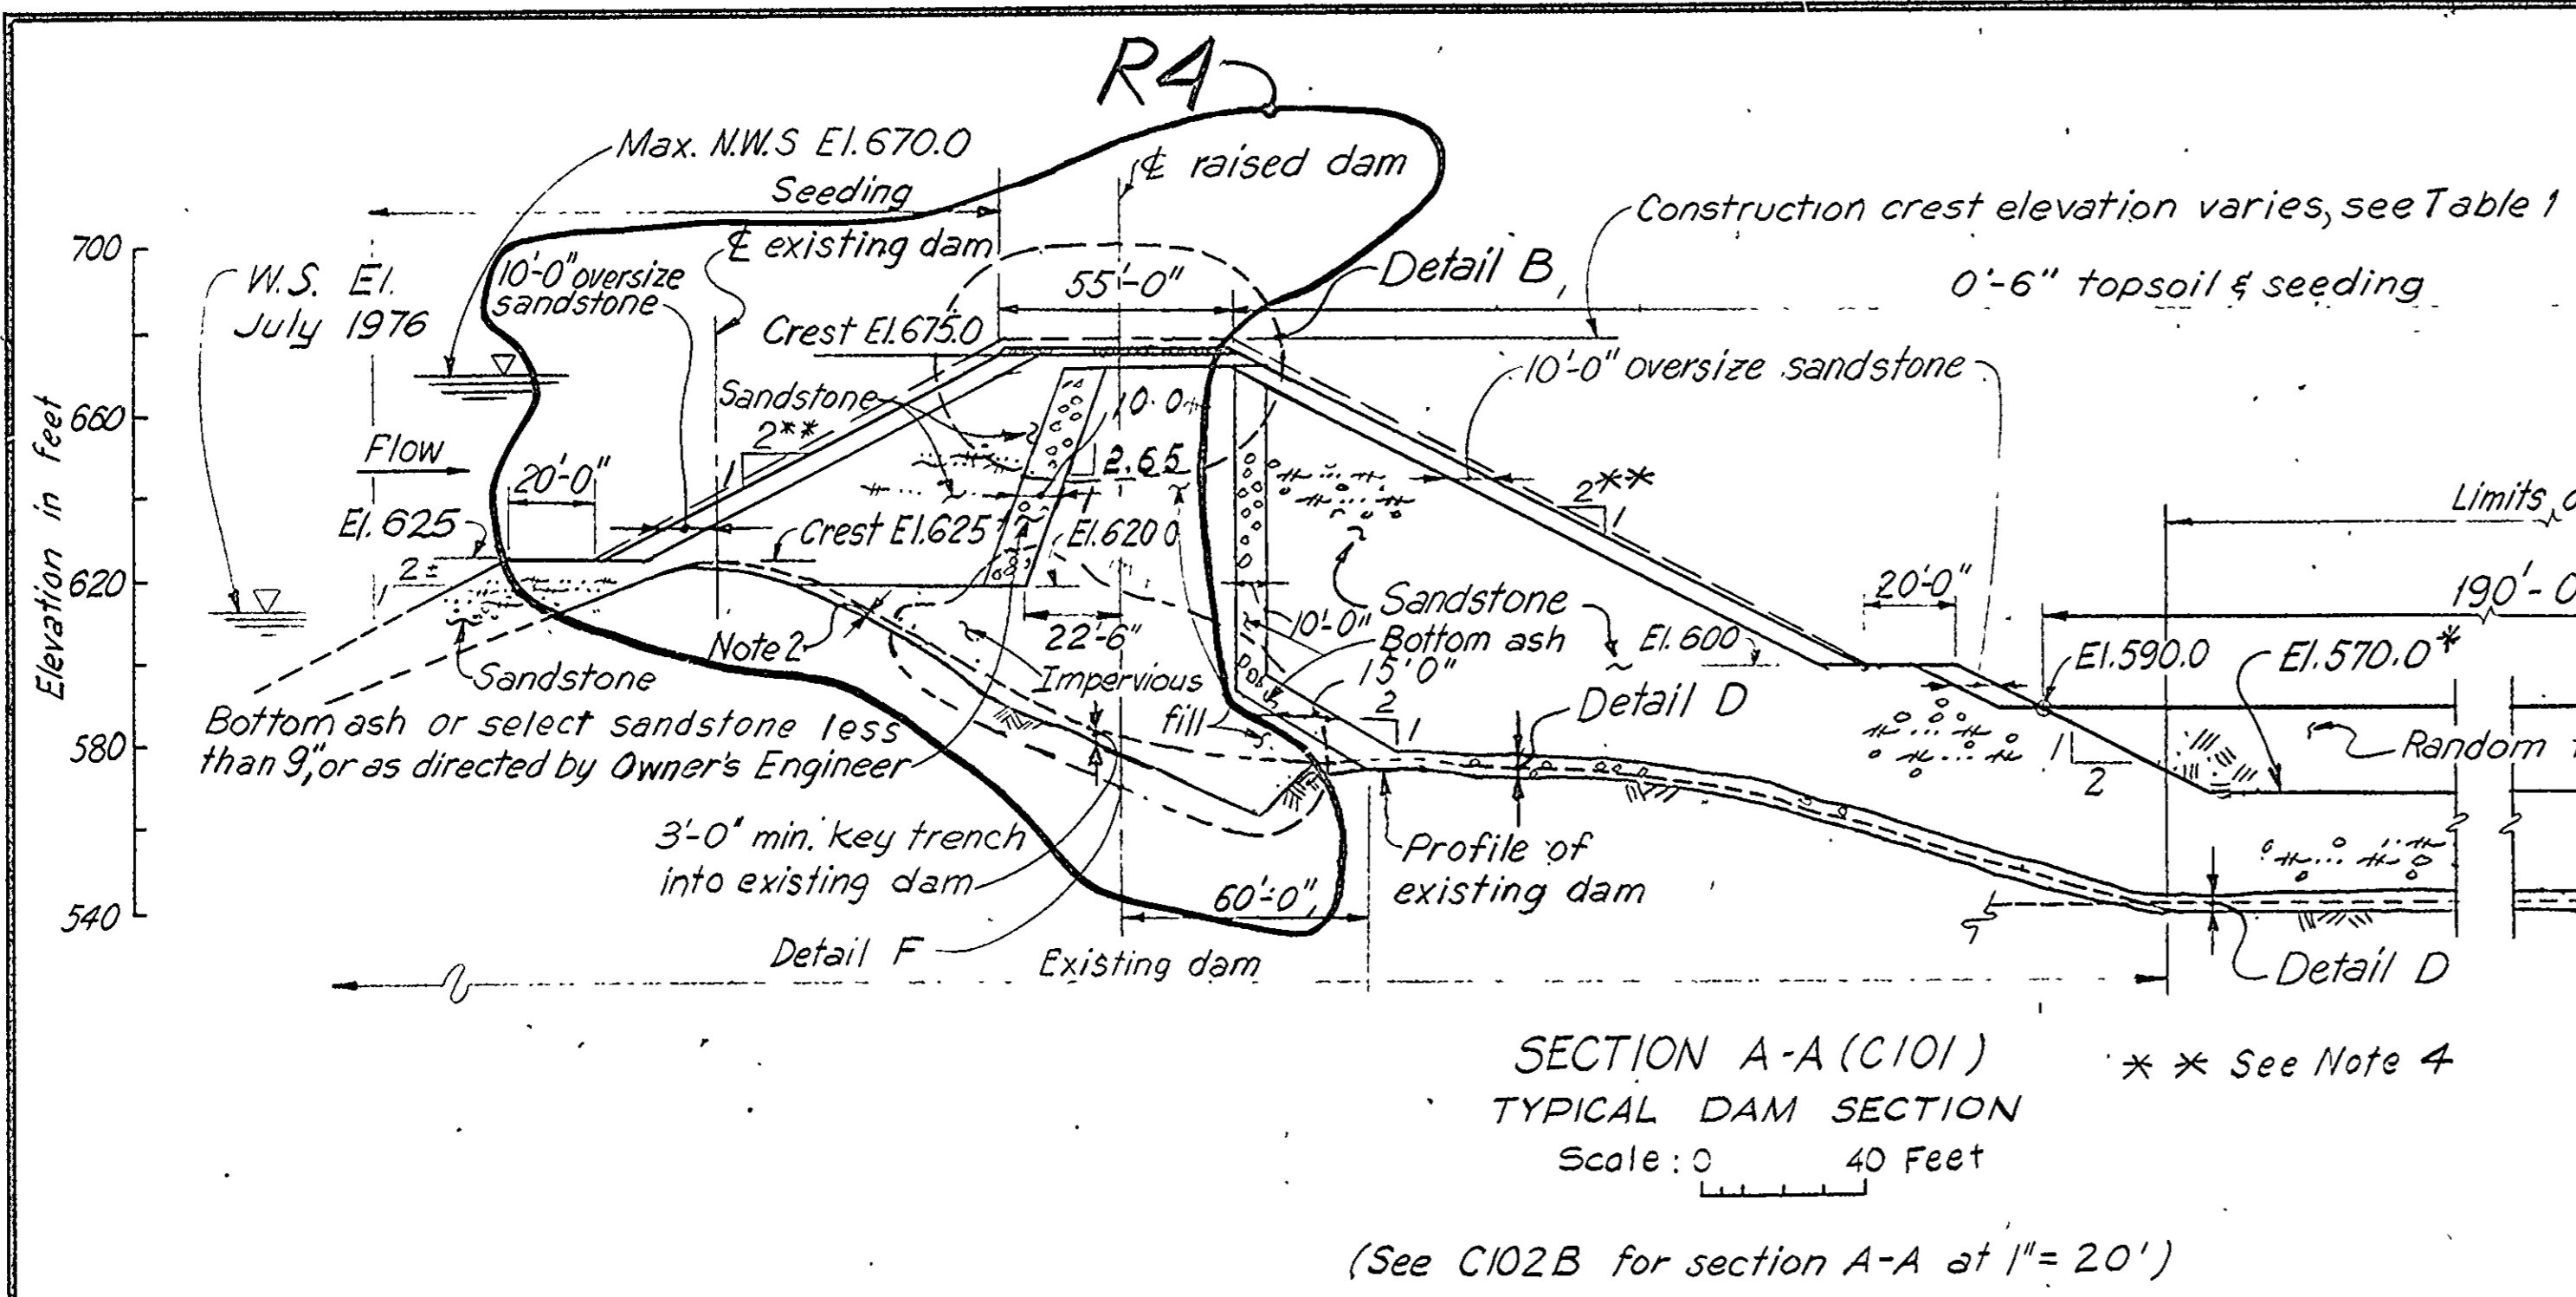 R4
Max. N.W.S El. 670.0
Seeding
℄ raised dam
Construction crest elevation varies, see Table 1
0'-6" topsoil & seeding
700
660
620
580
540
Elevation in feet
W.S. El.
July 1976
10'-0" oversize
sandstone
℄ existing dam
55'-0"
Detail B
Crest El. 675.0
Sandstone
10'-0" oversize sandstone
2**
1
2.65
1
2**
1
Flow
20'-0"
El. 625
Crest El. 625
El. 620.0
2±
1
Limits
190'-0
20'-0"
Note 2
22'-6"
Impervious
fill
10'-0"
15'0"
Sandstone
Bottom ash
El. 600
El. 590.0
El. 570.0*
Sandstone
Detail D
2
1
Random
1
2
Bottom ash or select sandstone less
than 9", or as directed by Owner's Engineer
3'-0" min. key trench
into existing dam
Profile of
existing dam
60'-0"
Detail F
Existing dam
Detail D
SECTION A-A (C101)
TYPICAL DAM SECTION
Scale: 0 40 Feet
** See Note 4
(See C102B for section A-A at 1"= 20')